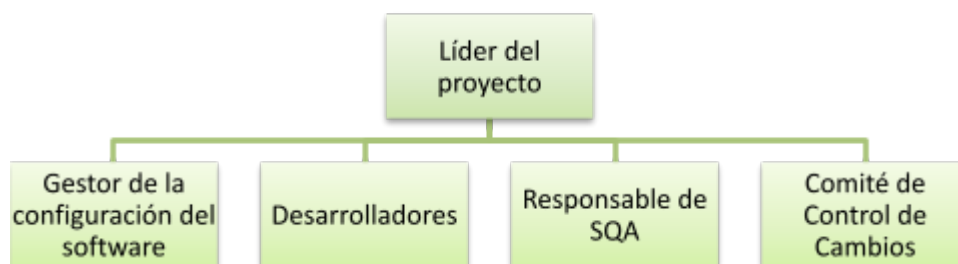 Líder del
proyecto
Gestor de la
configuración del
software
Desarrolladores
Responsable de
SQA
Comité de
Control de
Cambios